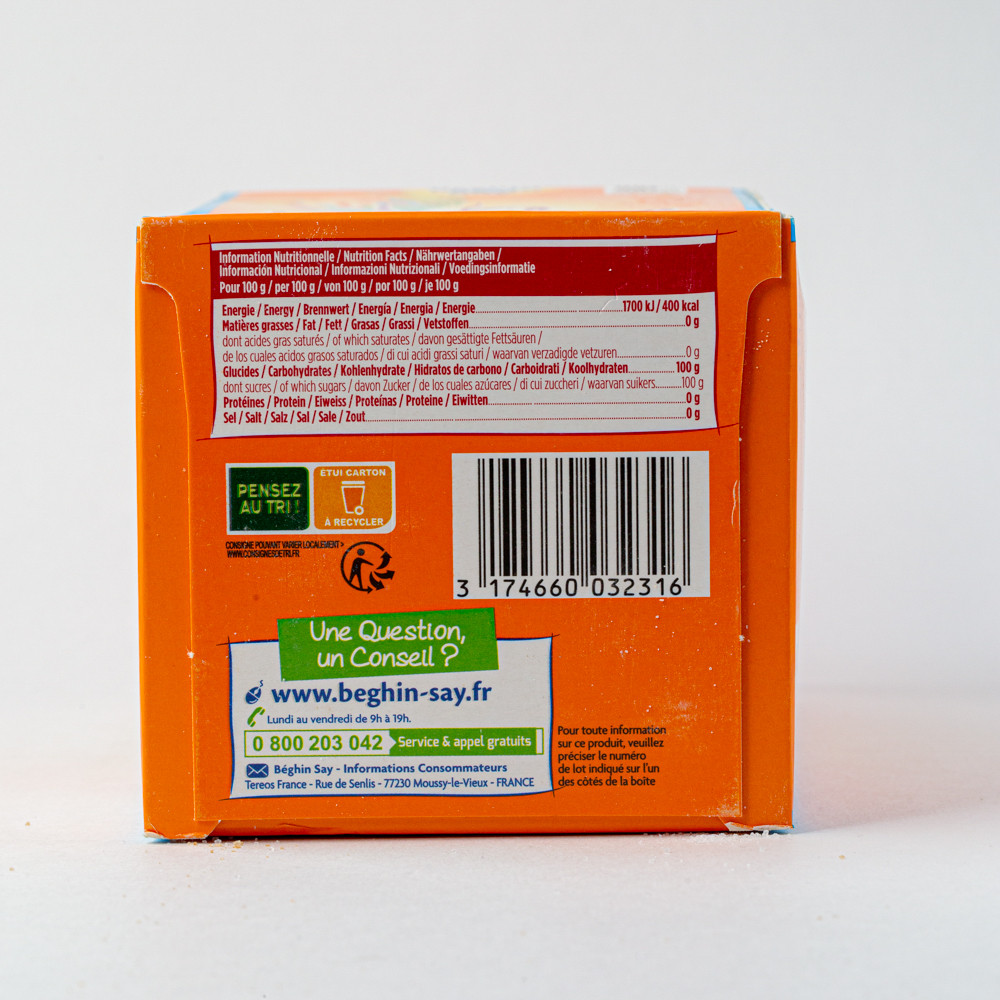 Information Nutritionnelle / Nutrition Facts / Nährwertangaben /
Información Nutricional / Informazioni Nutrizionali / Voedingsinformatie
Pour 100 g / per 100 g / von 100 g / por 100 g / je 100 g
Energie / Energy / Brennwert / Energía / Energia / Energie 1700 kJ / 400 kcal
Matières grasses / Fat / Fett / Grasas / Grassi / Vetstoffen 0 g
dont acides gras saturés / of which saturates / davon gesättigte Fettsäuren /
de los cuales acidos grasos saturados / di cui acidi grassi saturi / waarvan verzadigde vetzuren 0 g
Glucides / Carbohydrates / Kohlenhydrate / Hidratos de carbono / Carboidrati / Koolhydraten 100 g
dont sucres / of which sugars / davon Zucker / de los cuales azúcares / di cui zuccheri / waarvan suikers 100 g
Protéines / Protein / Eiweiss / Proteínas / Proteine / Eiwitten 0 g
Sel / Salt / Salz / Sal / Sale / Zout 0 g
PENSEZ
AU TRI !
ÉTUI CARTON
À RECYCLER
CONSIGNE POUVANT VARIER LOCALEMENT >
WWW.CONSIGNESDETRI.FR
3 174660 032316
Une Question,
un Conseil ?
www.beghin-say.fr
Lundi au vendredi de 9h à 19h.
0 800 203 042 Service & appel gratuits
Béghin Say - Informations Consommateurs
Tereos France - Rue de Senlis - 77230 Moussy-le-Vieux - FRANCE
Pour toute information
sur ce produit, veuillez
préciser le numéro
de lot indiqué sur l'un
des côtés de la boîte